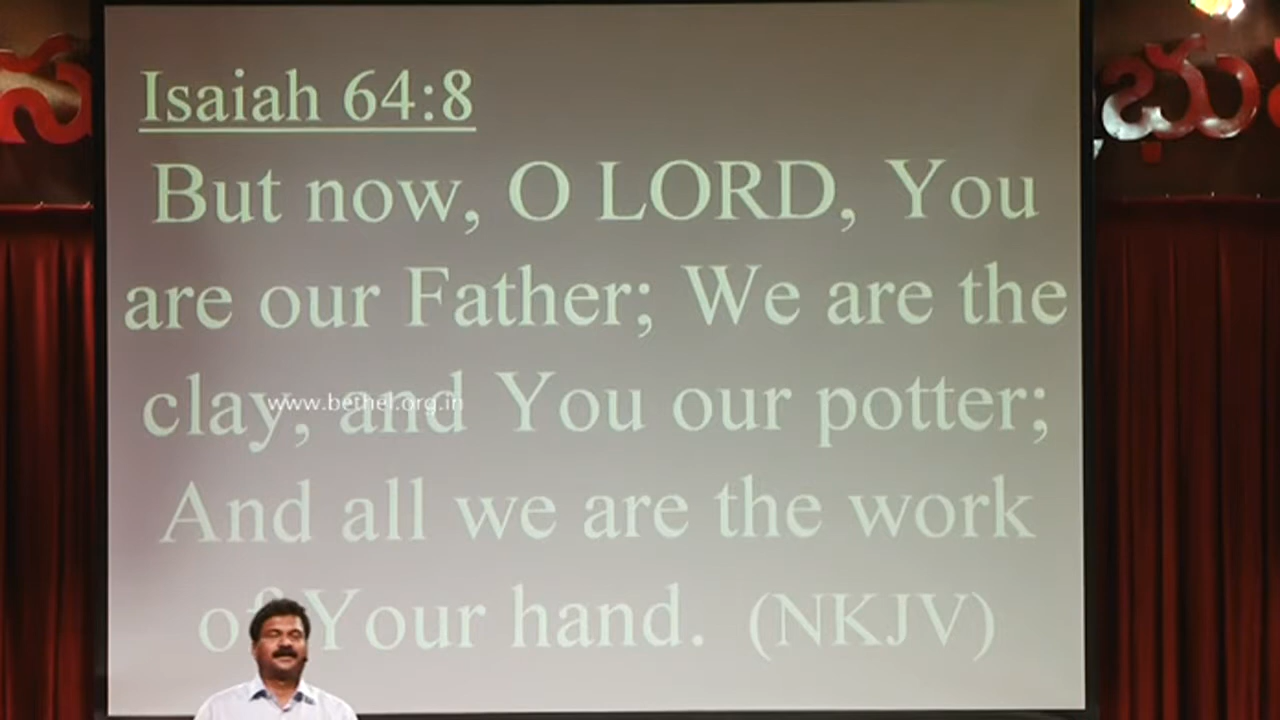 Isaiah 64:8
But now, O LORD, You
are our Father; We are the
clay, and You our potter;
www.bethel.org.in
And all we are the work
of Your hand. (NKJV)